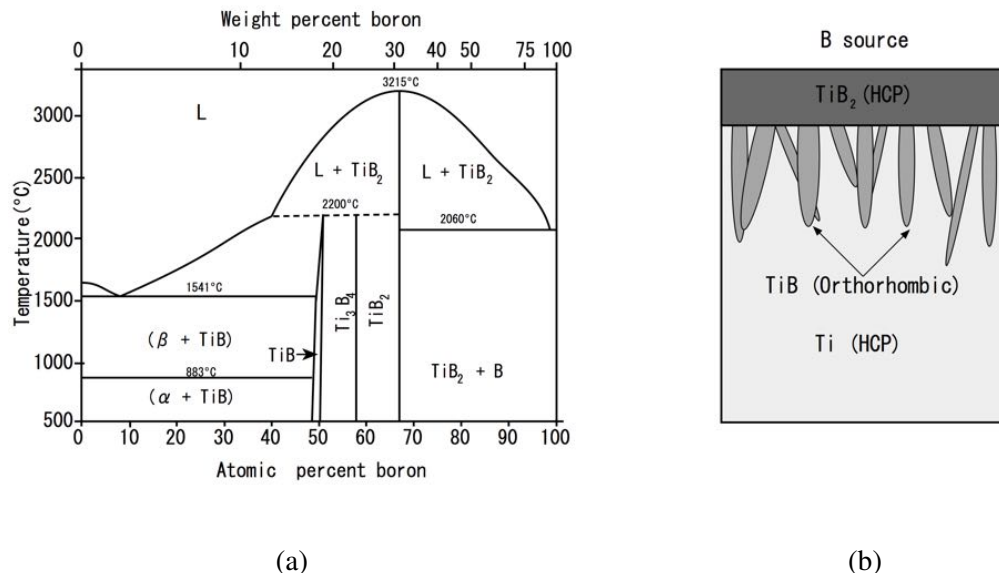 Weight percent boron
0 10 20 30 40 50 75 100
Temperature(°C)
3000
2500
2000
1500
1000
500
L
3215°C
L + TiB₂
L + TiB₂
2200°C
2060°C
1541°C
(β + TiB)
TiB
Ti₃B₄
TiB₂
883°C
(α + TiB)
TiB₂ + B
0 10 20 30 40 50 60 70 80 90 100
Atomic percent boron
(a)
B source
TiB₂ (HCP)
TiB (Orthorhombic)
Ti (HCP)
(b)